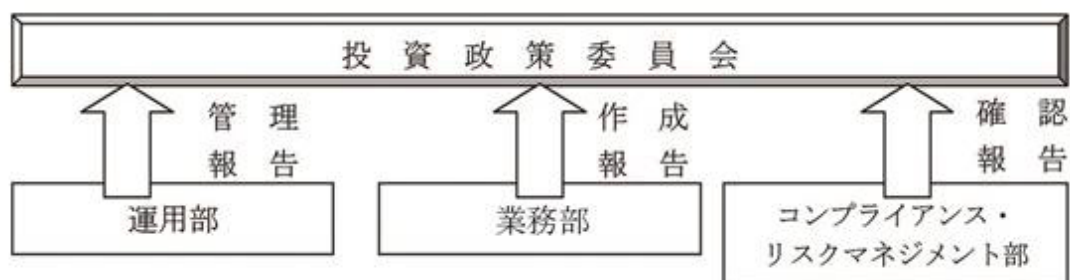 投資政策委員会
管理
報告
作成
報告
確認
報告
運用部
業務部
コンプライアンス・
リスクマネジメント部